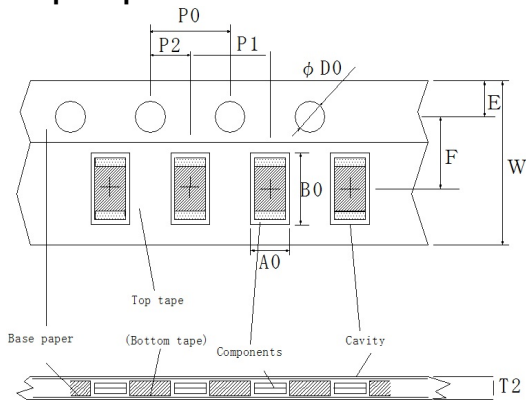 P0
P2
P1
φ D0
E
F
W
B0
A0
Top tape
Base paper
(Bottom tape)
Components
Cavity
T2